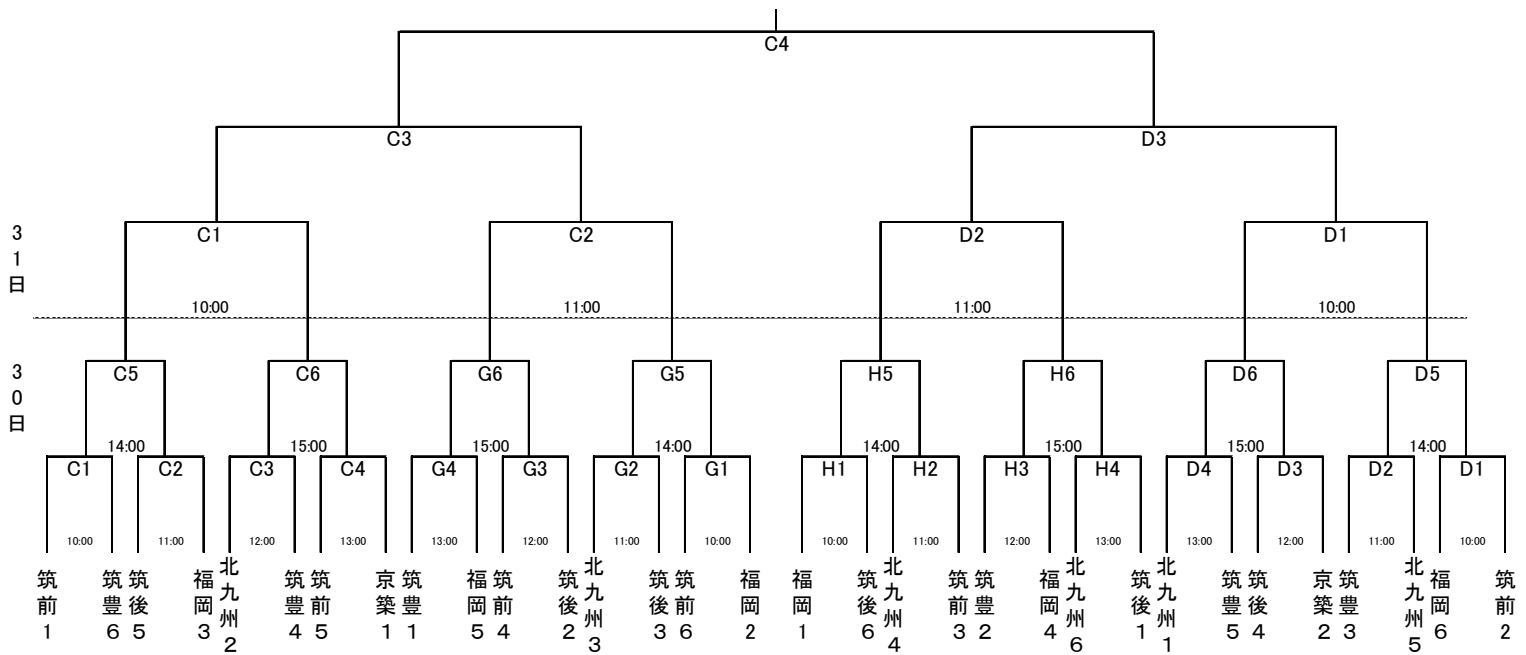 C4
C3 D3
C1 C2 D2 D1
31日
10:00 11:00 11:00 10:00
30日
C5 C6 G6 G5 H5 H6 D6 D5
14:00 15:00 15:00 14:00 14:00 15:00 15:00 14:00
C1 C2 C3 C4 G4 G3 G2 G1 H1 H2 H3 H4 D4 D3 D2 D1
10:00 11:00 12:00 13:00 13:00 12:00 11:00 10:00 10:00 11:00 12:00 13:00 13:00 12:00 11:00 10:00
筑前1
筑豊6
筑後5
福岡3
北九州2
筑豊4
筑前5
京築1
筑豊1
福岡5
筑前4
筑後2
北九州3
筑後3
筑前6
福岡2
福岡1
筑後6
北九州4
筑前3
筑豊2
福岡4
北九州6
筑後1
北九州1
筑豊5
筑後4
京築2
筑豊3
北九州5
福岡6
筑前2